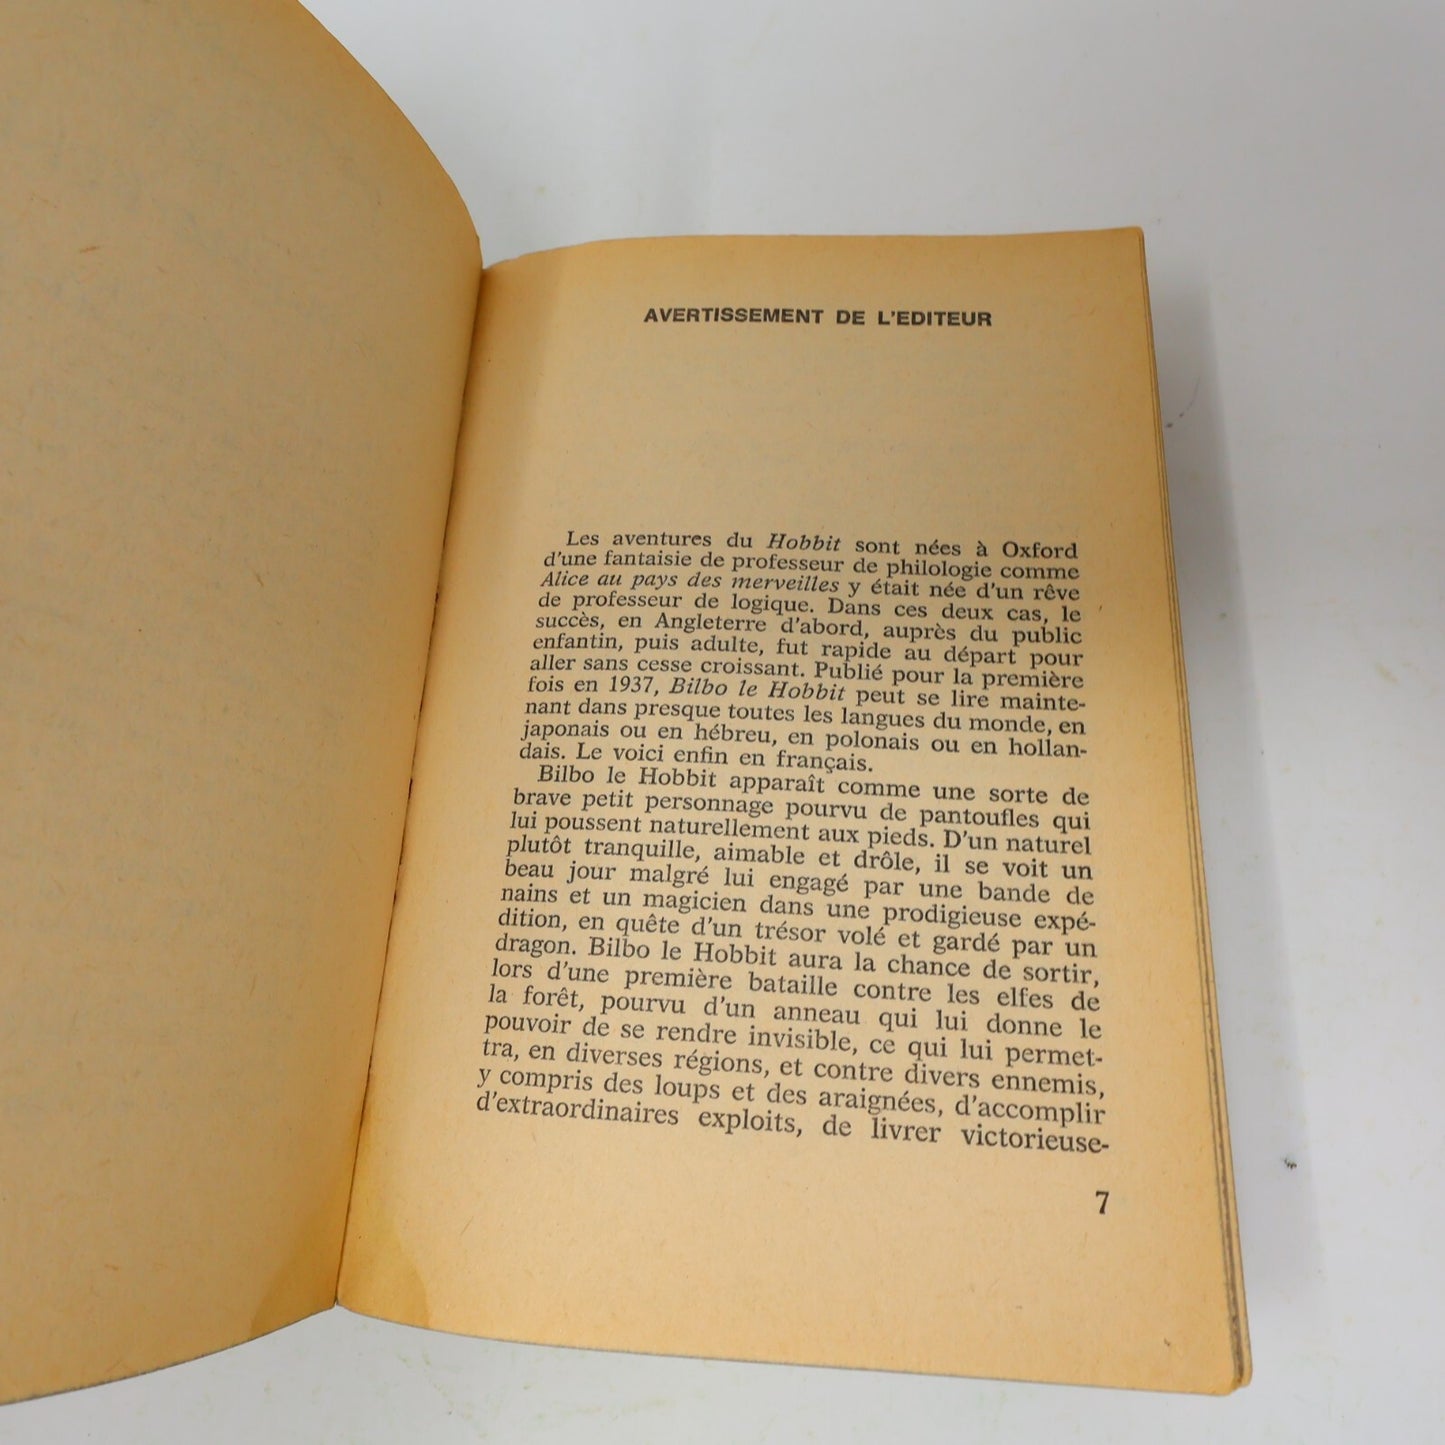 AVERTISSEMENT DE L'EDITEUR
Les aventures du Hobbit sont nées à Oxford
d'une fantaisie de professeur de philologie comme
Alice au pays des merveilles y était née d'un rêve
de professeur de logique. Dans ces deux cas, le
succès, en Angleterre d'abord, auprès du public
enfantin, puis adulte, fut rapide au départ pour
aller sans cesse croissant. Publié pour la première
fois en 1937, Bilbo le Hobbit peut se lire mainte-
nant dans presque toutes les langues du monde, en
japonais ou en hébreu, en polonais ou en hollan-
dais. Le voici enfin en français.
Bilbo le Hobbit apparaît comme une sorte de
brave petit personnage pourvu de pantoufles qui
lui poussent naturellement aux pieds. D'un naturel
plutôt tranquille, aimable et drôle, il se voit un
beau jour malgré lui engagé par une bande de
nains et un magicien dans une prodigieuse expé-
dition, en quête d'un trésor volé et gardé par un
dragon. Bilbo le Hobbit aura la chance de sortir,
lors d'une première bataille contre les elfes de
la forêt, pourvu d'un anneau qui lui donne le
pouvoir de se rendre invisible, ce qui lui permet-
tra, en diverses régions, et contre divers ennemis,
y compris des loups et des araignées, d'accomplir
d'extraordinaires exploits, de livrer victorieuse-
7